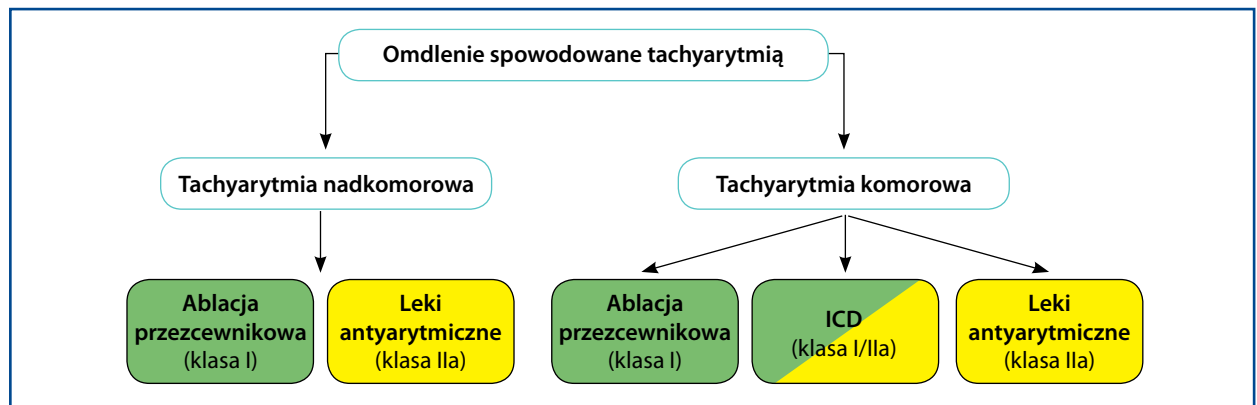 Omdlenie spowodowane tachyarytmią
Tachyarytmia nadkomorowa
Tachyarytmia komorowa
Ablacja
przezcewnikowa
(klasa I)
Leki
antyarytmiczne
(klasa IIa)
Ablacja
przezcewnikowa
(klasa I)
ICD
(klasa I/IIa)
Leki
antyarytmiczne
(klasa IIa)